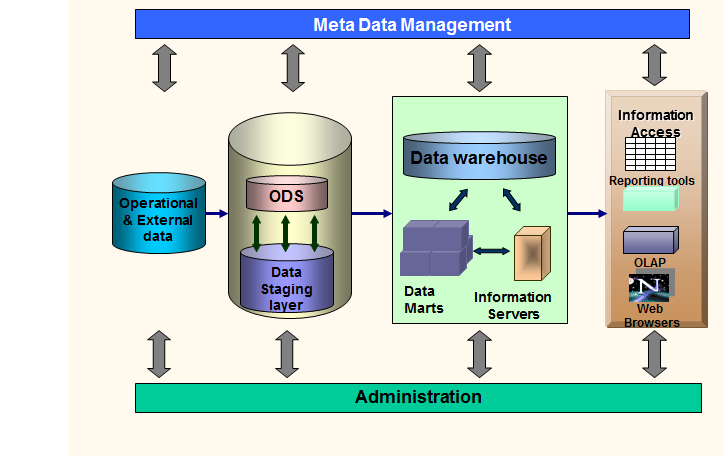 Meta Data Management
Operational
& External
data
ODS
Data
Staging
layer
Data warehouse
Data
Marts
Information
Servers
Information
Access
Reporting tools
OLAP
N
Web
Browsers
Administration